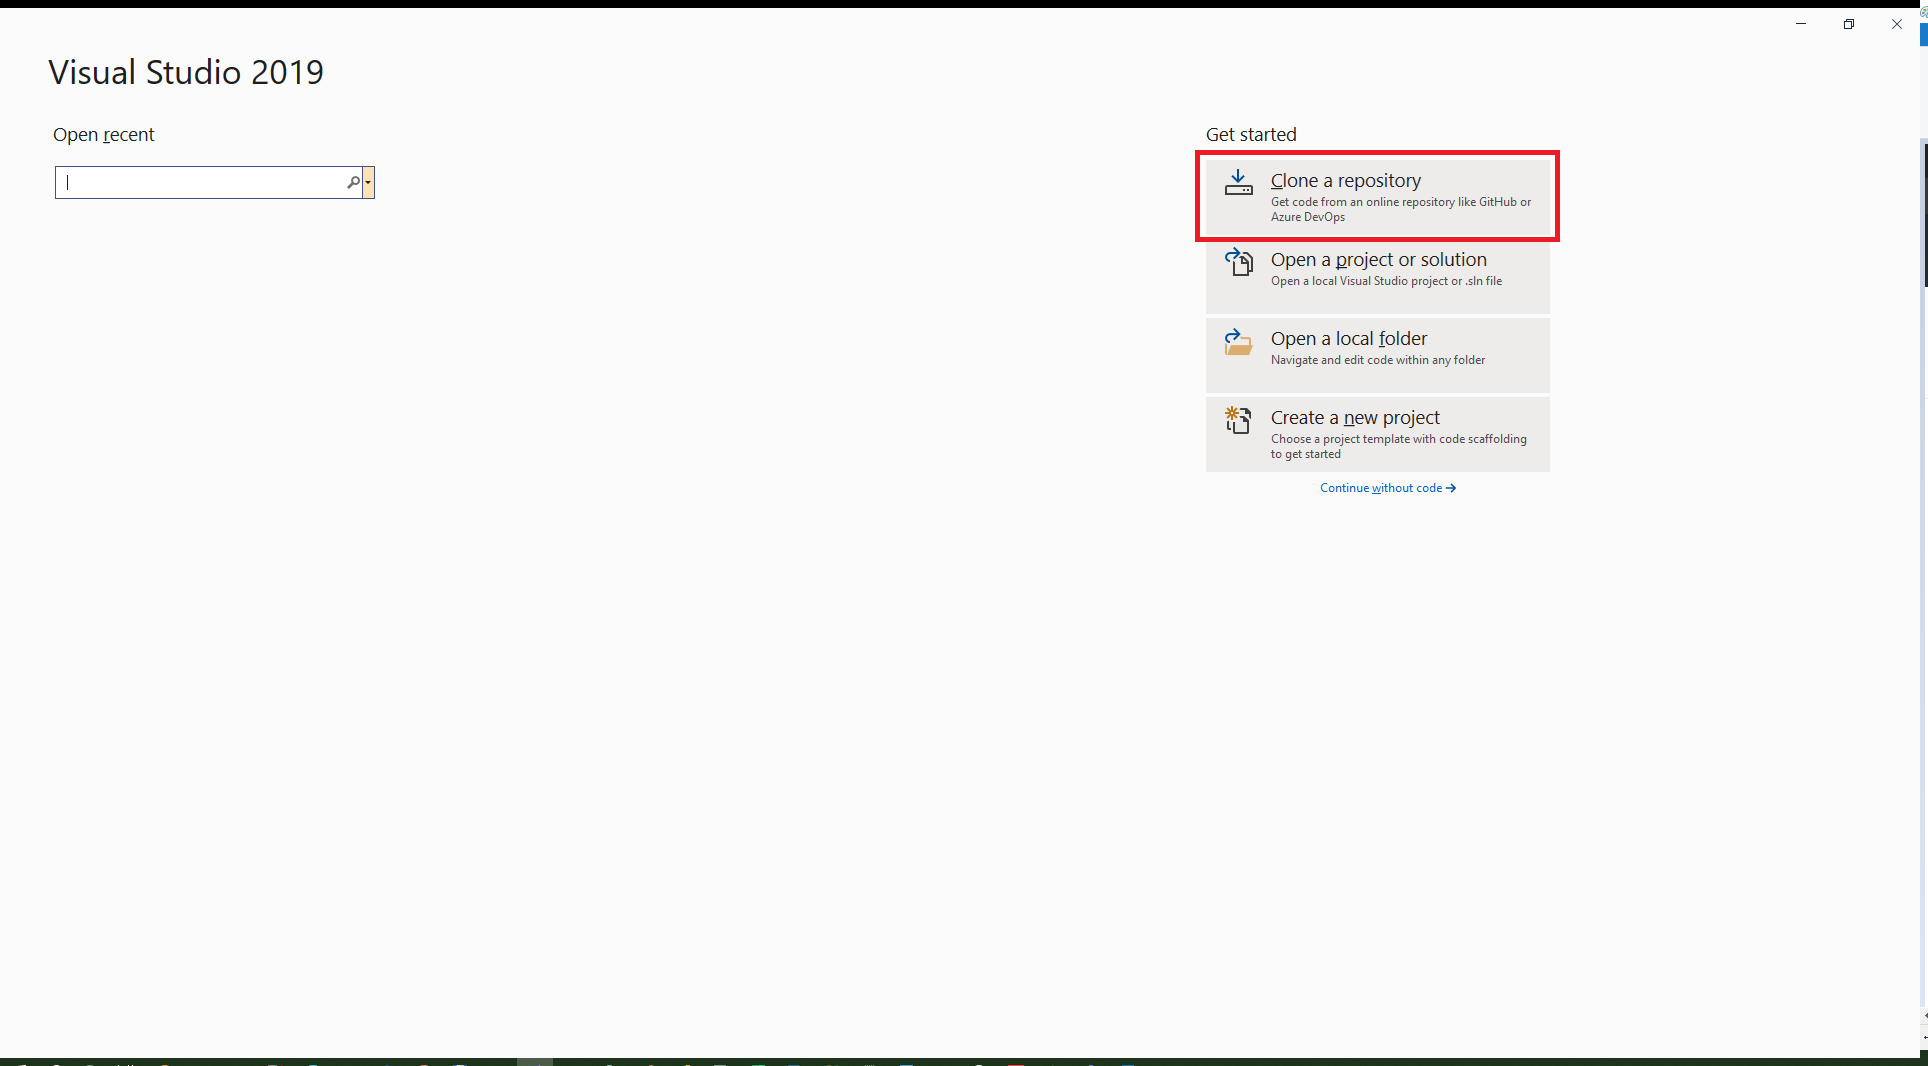 Visual Studio 2019
Open recent
Get started
Clone a repository
Get code from an online repository like GitHub or
Azure DevOps
Open a project or solution
Open a local Visual Studio project or .sln file
Open a local folder
Navigate and edit code within any folder
Create a new project
Choose a project template with code scaffolding
to get started
Continue without code